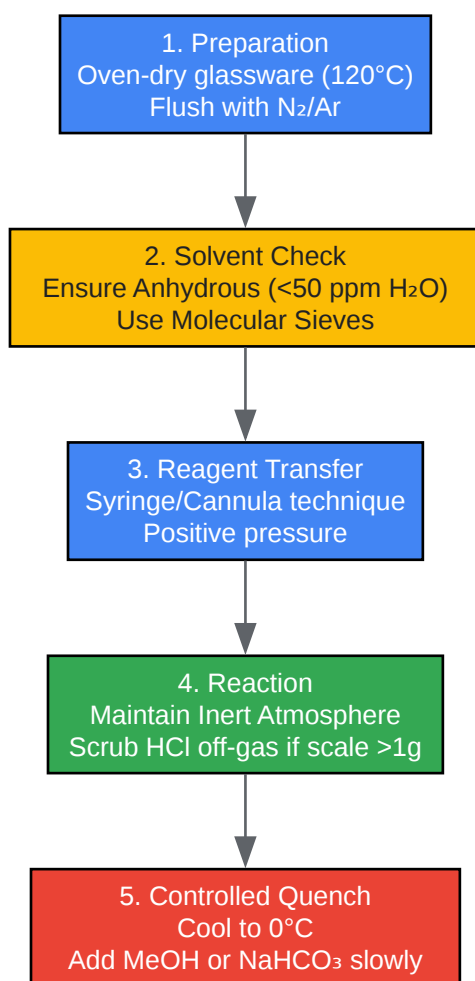 1. Preparation
Oven-dry glassware (120°C)
Flush with N₂/Ar
2. Solvent Check
Ensure Anhydrous (<50 ppm H₂O)
Use Molecular Sieves
3. Reagent Transfer
Syringe/Cannula technique
Positive pressure
4. Reaction
Maintain Inert Atmosphere
Scrub HCl off-gas if scale >1g
5. Controlled Quench
Cool to 0°C
Add MeOH or NaHCO₃ slowly